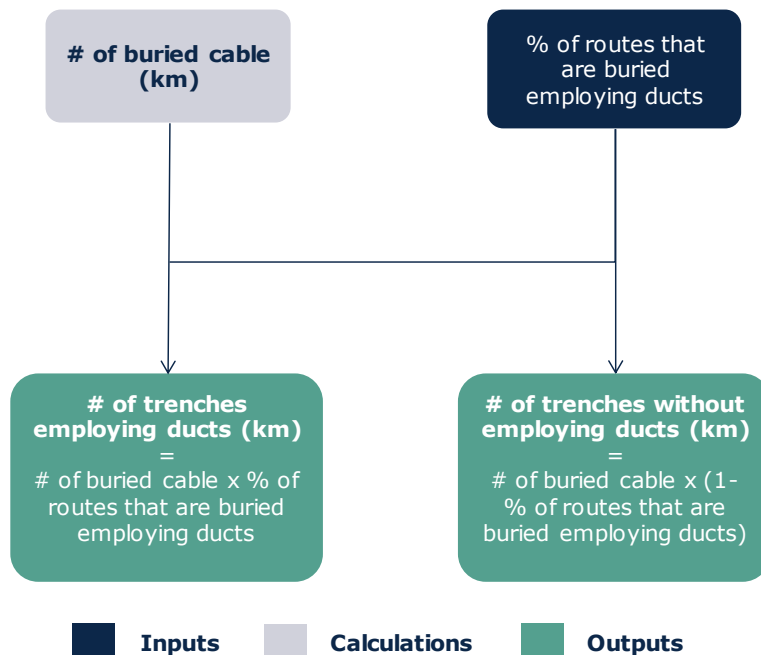 # of buried cable
(km)
% of routes that
are buried
employing ducts
# of trenches
employing ducts (km)
=
# of buried cable x % of
routes that are buried
employing ducts
# of trenches without
employing ducts (km)
=
# of buried cable x (1-
% of routes that are
buried employing ducts)
Inputs
Calculations
Outputs